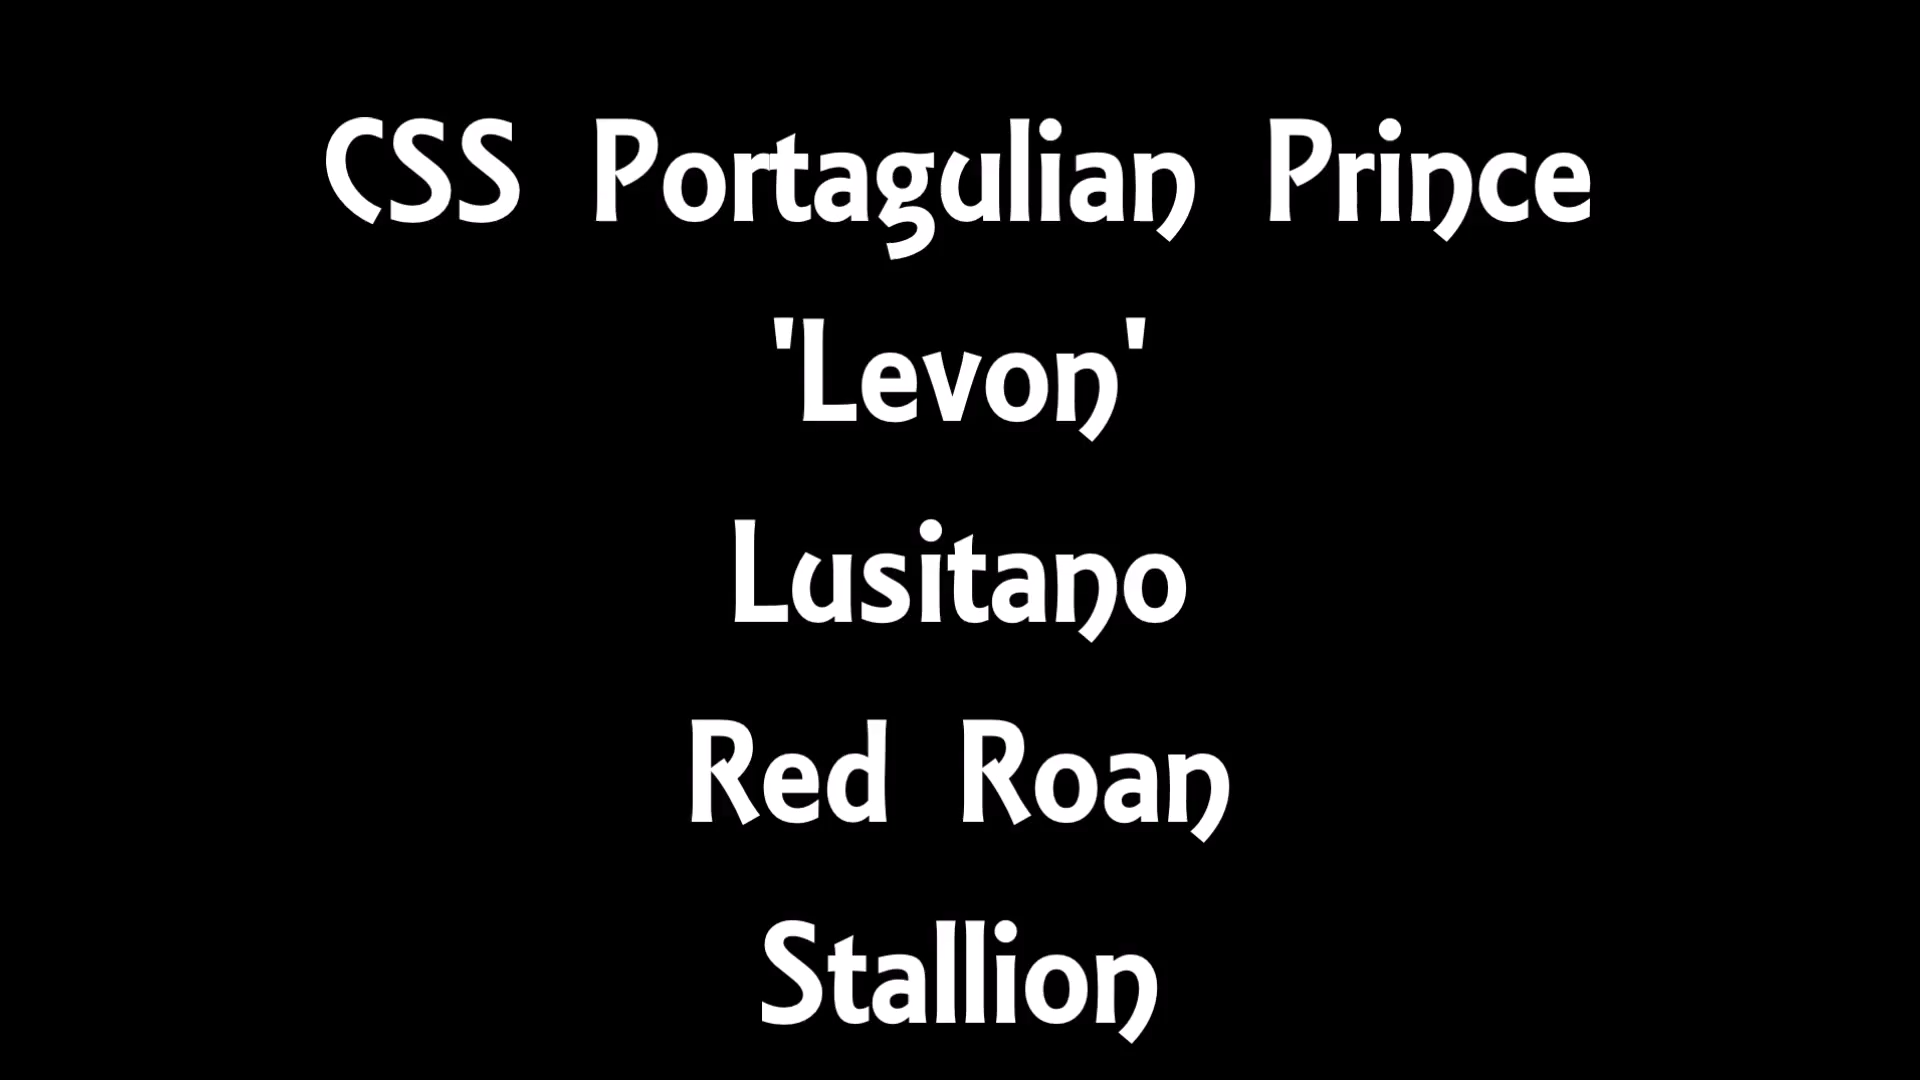 CSS Portagulian Prince
'Levon'
Lusitano
Red Roan
Stallion